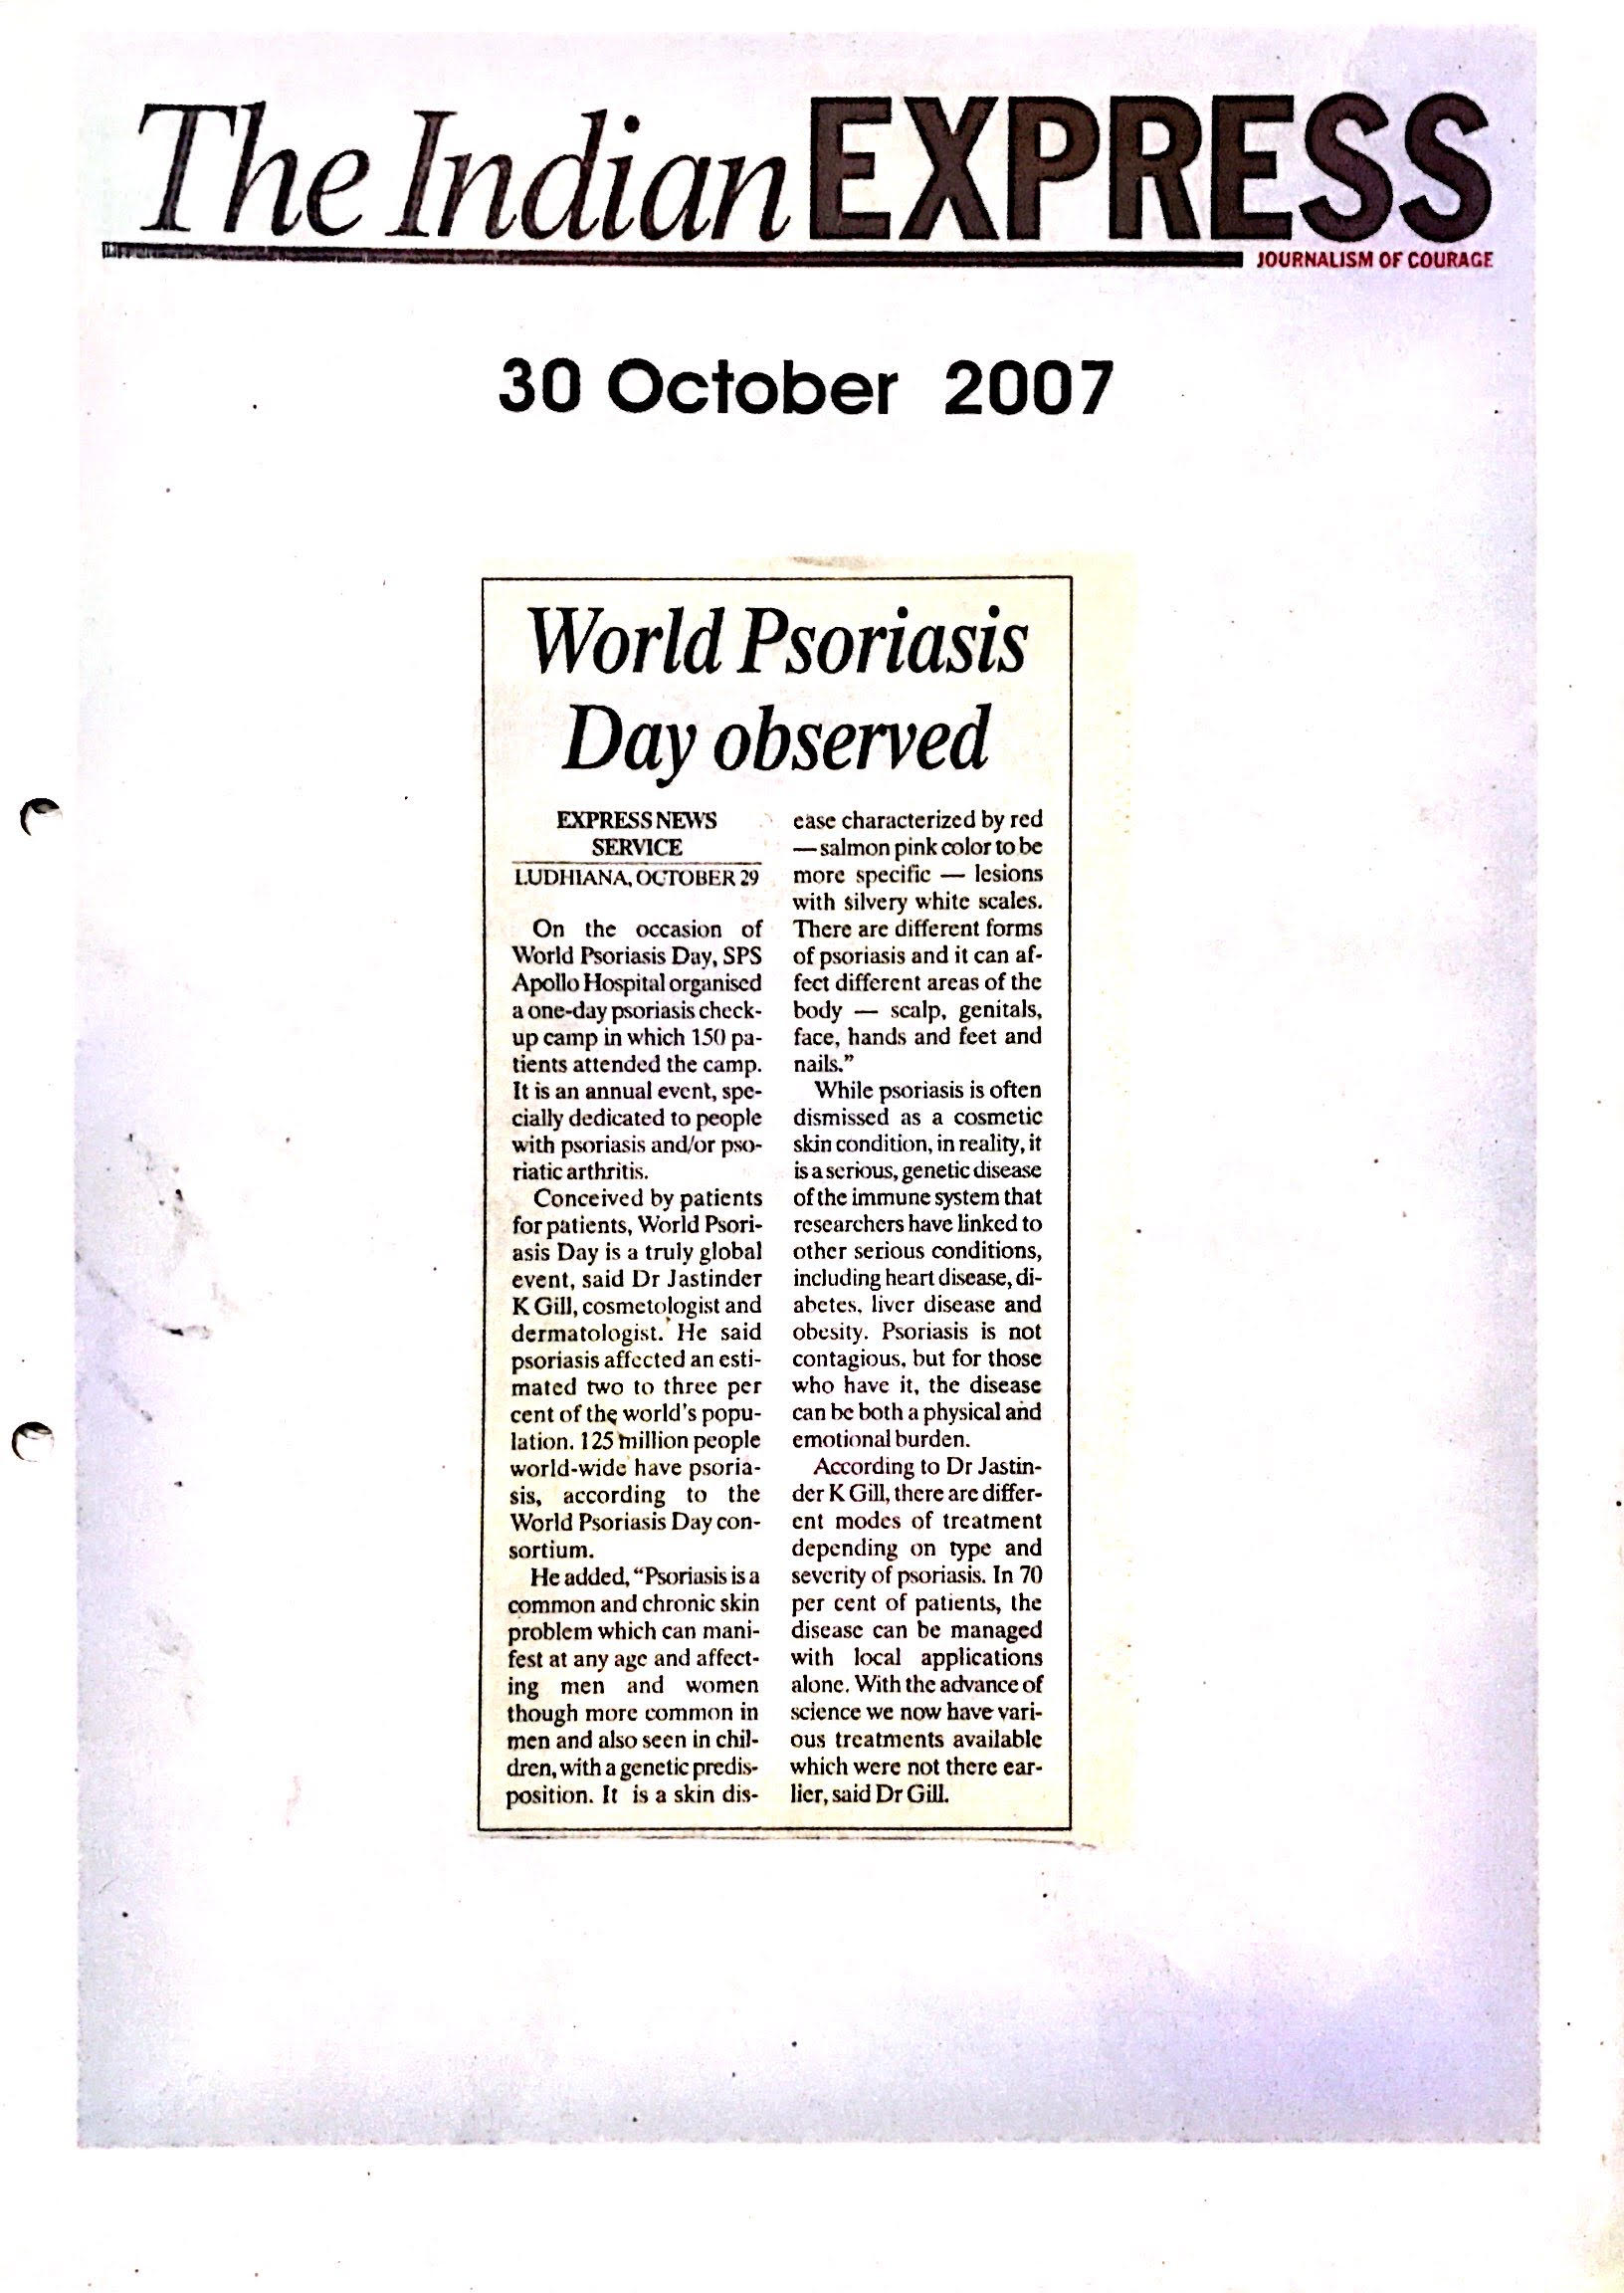 The Indian EXPRESS
JOURNALISM OF COURAGE
30 October 2007
World Psoriasis
Day observed
EXPRESS NEWS
SERVICE
LUDHIANA, OCTOBER 29
On the occasion of
World Psoriasis Day, SPS
Apollo Hospital organised
a one-day psoriasis check-
up camp in which 150 pa-
tients attended the camp.
It is an annual event, spe-
cially dedicated to people
with psoriasis and/or pso-
riatic arthritis.
Conceived by patients
for patients, World Psori-
asis Day is a truly global
event, said Dr Jastinder
K Gill, cosmetologist and
dermatologist. He said
psoriasis affected an esti-
mated two to three per
cent of the world's popu-
lation. 125 million people
world-wide have psoria-
sis, according to the
World Psoriasis Day con-
sortium.
He added, “Psoriasis is a
common and chronic skin
problem which can mani-
fest at any age and affect-
ing men and women
though more common in
men and also seen in chil-
dren, with a genetic predis-
position. It is a skin dis-
ease characterized by red
— salmon pink color to be
more specific — lesions
with silvery white scales.
There are different forms
of psoriasis and it can af-
fect different areas of the
body — scalp, genitals,
face, hands and feet and
nails.”
While psoriasis is often
dismissed as a cosmetic
skin condition, in reality, it
is a serious, genetic disease
of the immune system that
researchers have linked to
other serious conditions,
including heart disease, di-
abetes, liver disease and
obesity. Psoriasis is not
contagious, but for those
who have it, the disease
can be both a physical and
emotional burden.
According to Dr Jastin-
der K Gill, there are differ-
ent modes of treatment
depending on type and
severity of psoriasis. In 70
per cent of patients, the
disease can be managed
with local applications
alone. With the advance of
science we now have vari-
ous treatments available
which were not there ear-
lier, said Dr Gill.